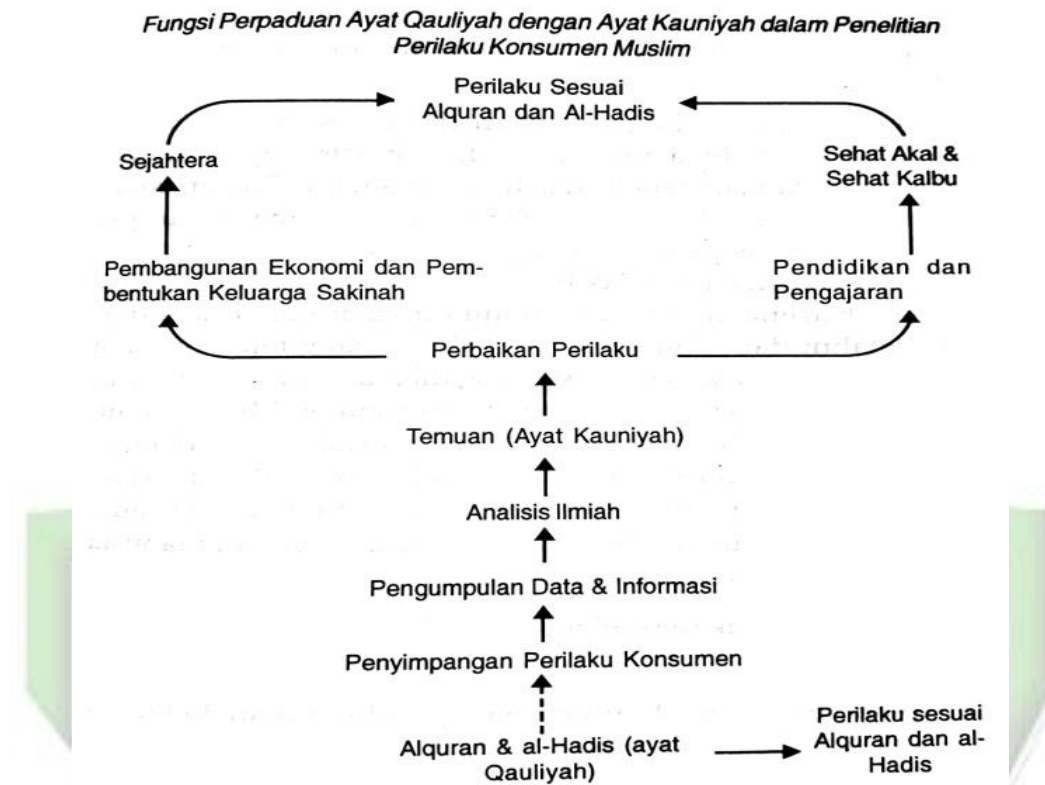 Fungsi Perpaduan Ayat Qauliyah dengan Ayat Kauniyah dalam Penelitian
Perilaku Konsumen Muslim
Perilaku Sesuai
Alquran dan Al-Hadis
Sejahtera
Sehat Akal &
Sehat Kalbu
Pembangunan Ekonomi dan Pem-
bentukan Keluarga Sakinah
Pendidikan dan
Pengajaran
Perbaikan Perilaku
Temuan (Ayat Kauniyah)
Analisis Ilmiah
Pengumpulan Data & Informasi
Penyimpangan Perilaku Konsumen
Alquran & al-Hadis (ayat
Qauliyah)
Perilaku sesuai
Alquran dan al-
Hadis